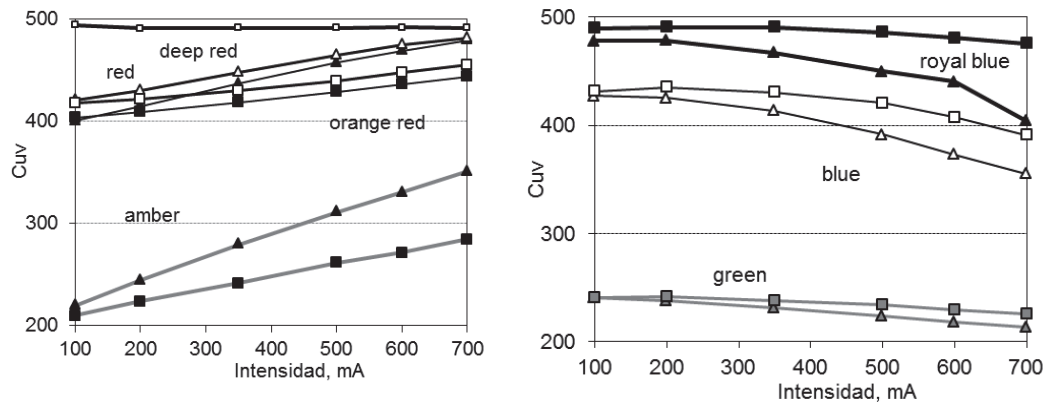 500
400
300
200
Cuv
deep red
red
orange red
amber
100 200 300 400 500 600 700
Intensidad, mA
500
400
300
200
Cuv
royal blue
blue
green
100 200 300 400 500 600 700
Intensidad, mA